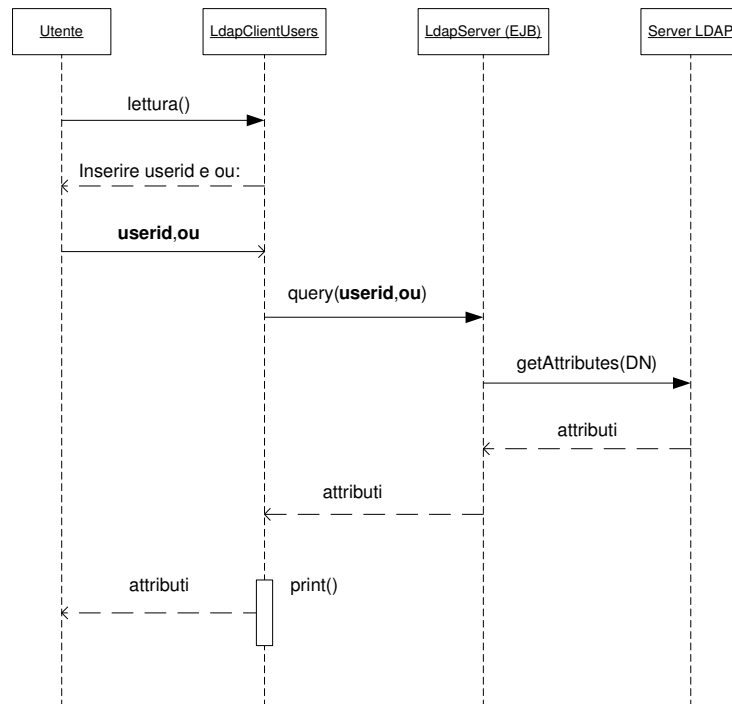 Utente
LdapClientUsers
LdapServer (EJB)
Server LDAP
lettura()
Inserire userid e ou:
userid,ou
query(userid,ou)
getAttributes(DN)
attributi
attributi
attributi
print()